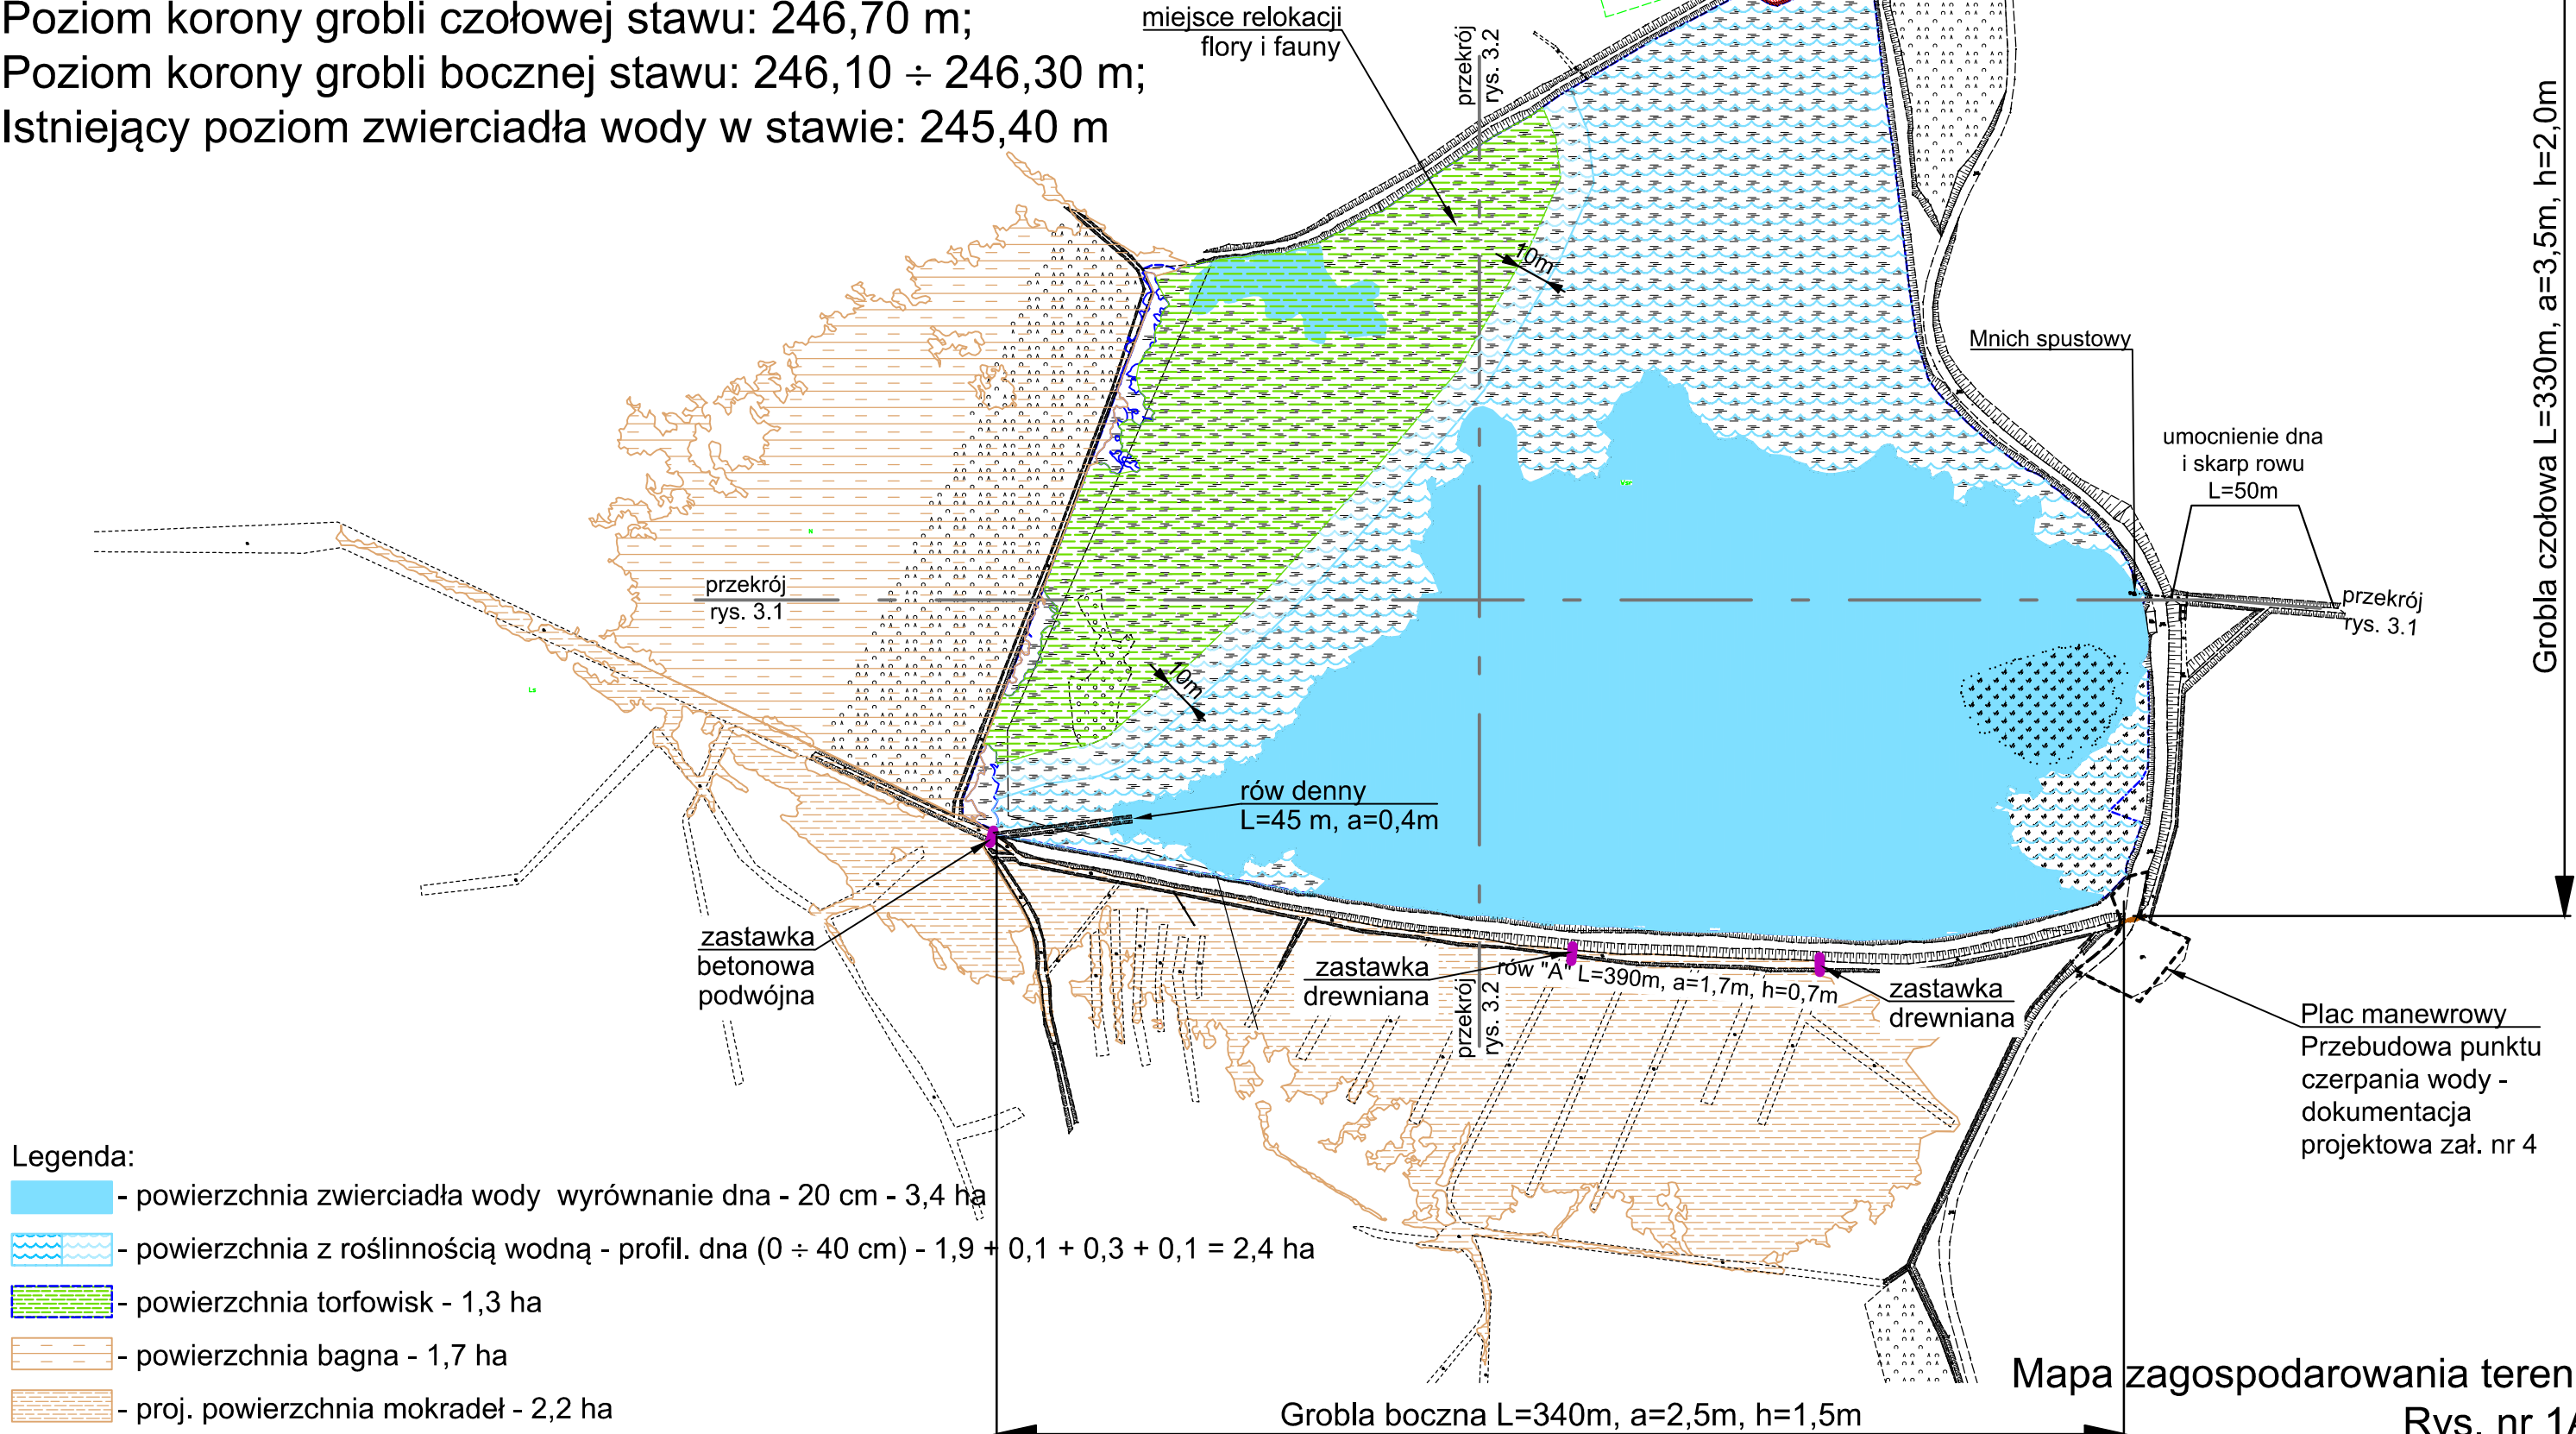 Poziom korony grobli czołowej stawu: 246,70 m;
Poziom korony grobli bocznej stawu: 246,10 ÷ 246,30 m;
Istniejący poziom zwierciadła wody w stawie: 245,40 m
miejsce relokacji
flory i fauny
przekrój
rys. 3.2
10m
Mnich spustowy
umocnienie dna
i skarp rowu
L=50m
Grobla czołowa L=330m, a=3,5m, h=2,0m
przekrój
rys. 3.1
przekrój
rys. 3.1
N
Ls
Wsr
10m
rów denny
L=45 m, a=0,4m
zastawka
betonowa
podwójna
zastawka
drewniana
rów "A" L=390m, a=1,7m, h=0,7m
przekrój
rys. 3.2
zastawka
drewniana
Plac manewrowy
Przebudowa punktu
czerpania wody -
dokumentacja
projektowa zał. nr 4
Legenda:
- powierzchnia zwierciadła wody wyrównanie dna - 20 cm - 3,4 ha
- powierzchnia z roślinnością wodną - profil. dna (0 ÷ 40 cm) - 1,9 + 0,1 + 0,3 + 0,1 = 2,4 ha
- powierzchnia torfowisk - 1,3 ha
- powierzchnia bagna - 1,7 ha
- proj. powierzchnia mokradeł - 2,2 ha
Grobla boczna L=340m, a=2,5m, h=1,5m
Mapa zagospodarowania teren
Rys. nr 1A